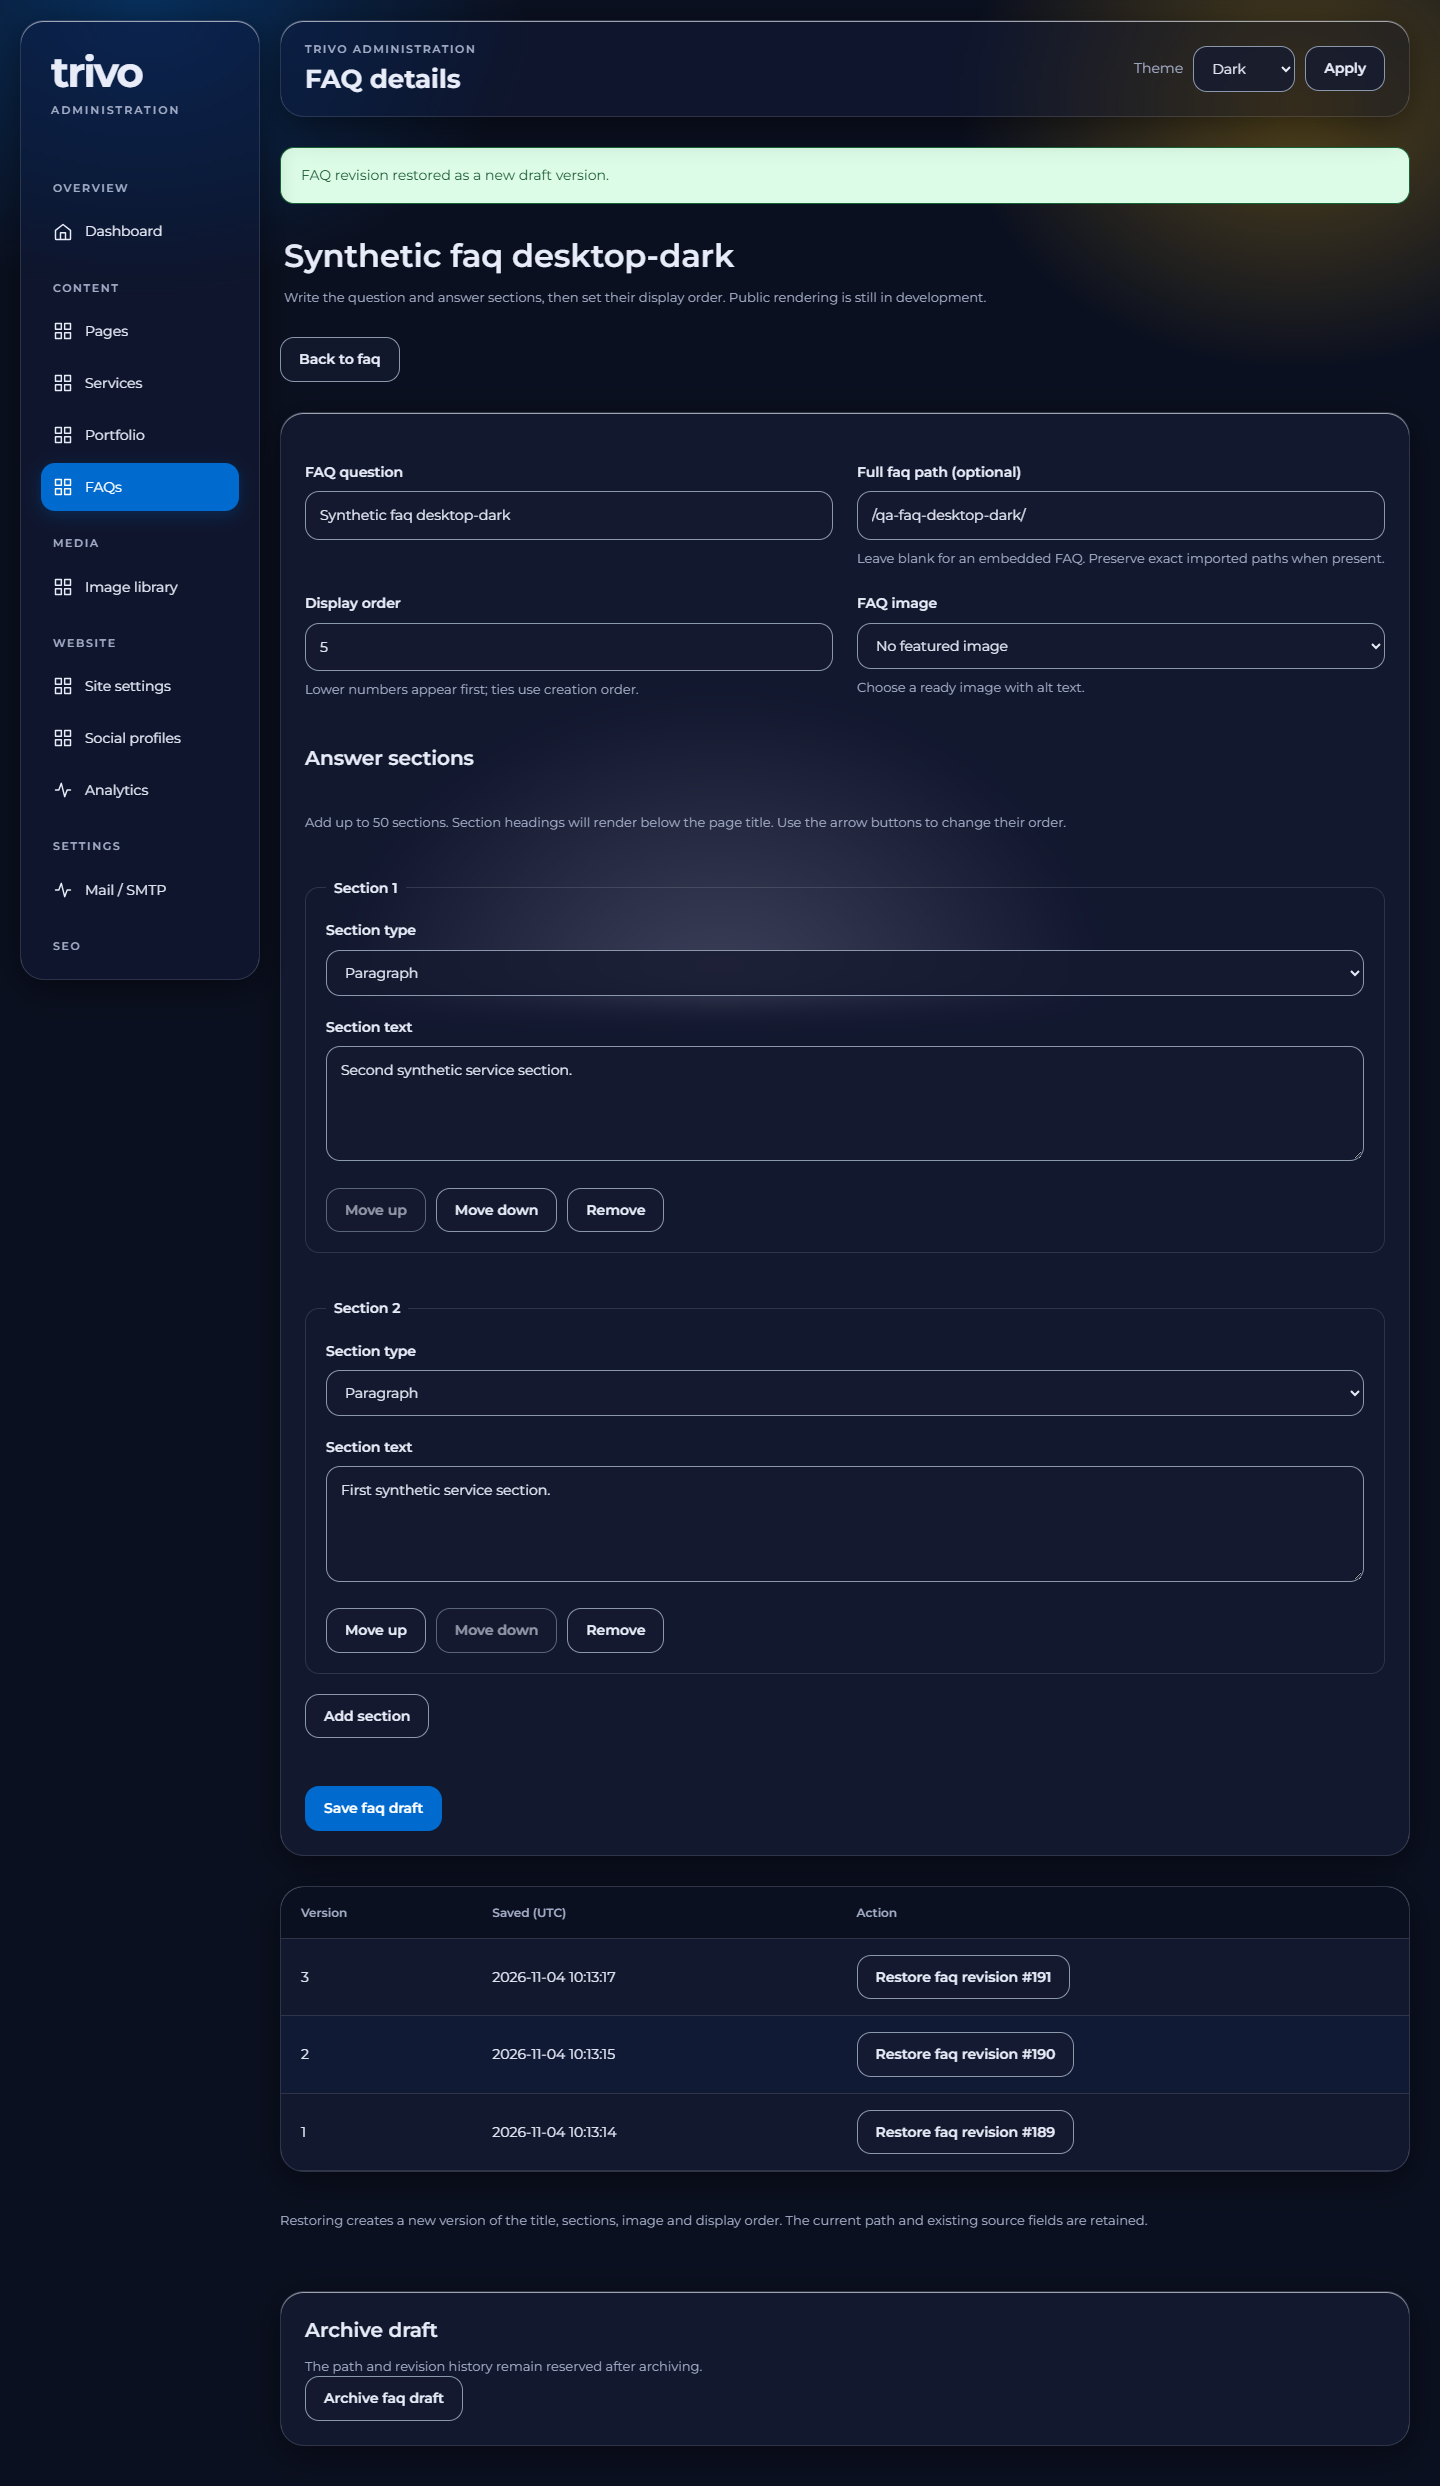 trivo
ADMINISTRATION
OVERVIEW
Dashboard
CONTENT
Pages
Services
Portfolio
FAQs
MEDIA
Image library
WEBSITE
Site settings
Social profiles
Analytics
SETTINGS
Mail / SMTP
SEO
TRIVO ADMINISTRATION
FAQ details
Theme
Dark
Apply
FAQ revision restored as a new draft version.
Synthetic faq desktop-dark
Write the question and answer sections, then set their display order. Public rendering is still in development.
Back to faq
FAQ question
Synthetic faq desktop-dark
Full faq path (optional)
/qa-faq-desktop-dark/
Leave blank for an embedded FAQ. Preserve exact imported paths when present.
Display order
5
Lower numbers appear first; ties use creation order.
FAQ image
No featured image
Choose a ready image with alt text.
Answer sections
Add up to 50 sections. Section headings will render below the page title. Use the arrow buttons to change their order.
Section 1
Section type
Paragraph
Section text
Second synthetic service section.
Move up
Move down
Remove
Section 2
Section type
Paragraph
Section text
First synthetic service section.
Move up
Move down
Remove
Add section
Save faq draft
Version
Saved (UTC)
Action
3
2026-11-04 10:13:17
Restore faq revision #191
2
2026-11-04 10:13:15
Restore faq revision #190
1
2026-11-04 10:13:14
Restore faq revision #189
Restoring creates a new version of the title, sections, image and display order. The current path and existing source fields are retained.
Archive draft
The path and revision history remain reserved after archiving.
Archive faq draft